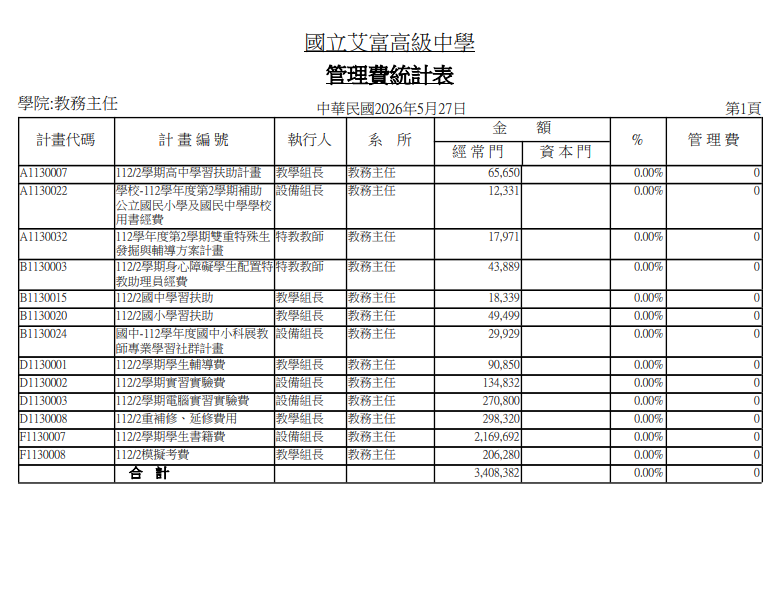 國立艾富高級中學
管理費統計表
學院:教務主任 中華民國2026年5月27日 第1頁
計畫代碼 計 畫 編 號 執行人 系 所 金 額 % 管 理 費
經 常 門 資 本 門
A1130007 112/2學期高中學習扶助計畫 教學組長 教務主任 65,650 0.00% 0
A1130022 學校-112學年度第2學期補助 設備組長 教務主任 12,331 0.00% 0
公立國民小學及國民中學學校
用書經費
A1130032 112學年度第2學期雙重特殊生 特教教師 教務主任 17,971 0.00% 0
發掘與輔導方案計畫
B1130003 112/2學期身心障礙學生配置特 特教教師 教務主任 43,889 0.00% 0
教助理員經費
B1130015 112/2國中學習扶助 教學組長 教務主任 18,339 0.00% 0
B1130020 112/2國小學習扶助 教學組長 教務主任 49,499 0.00% 0
B1130024 國中-112學年度國中小科展教 設備組長 教務主任 29,929 0.00% 0
師專業學習社群計畫
D1130001 112/2學期學生輔導費 教學組長 教務主任 90,850 0.00% 0
D1130002 112/2學期實習實驗費 設備組長 教務主任 134,832 0.00% 0
D1130003 112/2學期電腦實習實驗費 設備組長 教務主任 270,800 0.00% 0
D1130008 112/2重補修、延修費用 教學組長 教務主任 298,320 0.00% 0
F1130007 112/2學期學生書籍費 設備組長 教務主任 2,169,692 0.00% 0
F1130008 112/2模擬考費 教學組長 教務主任 206,280 0.00% 0
合 計 3,408,382 0.00% 0